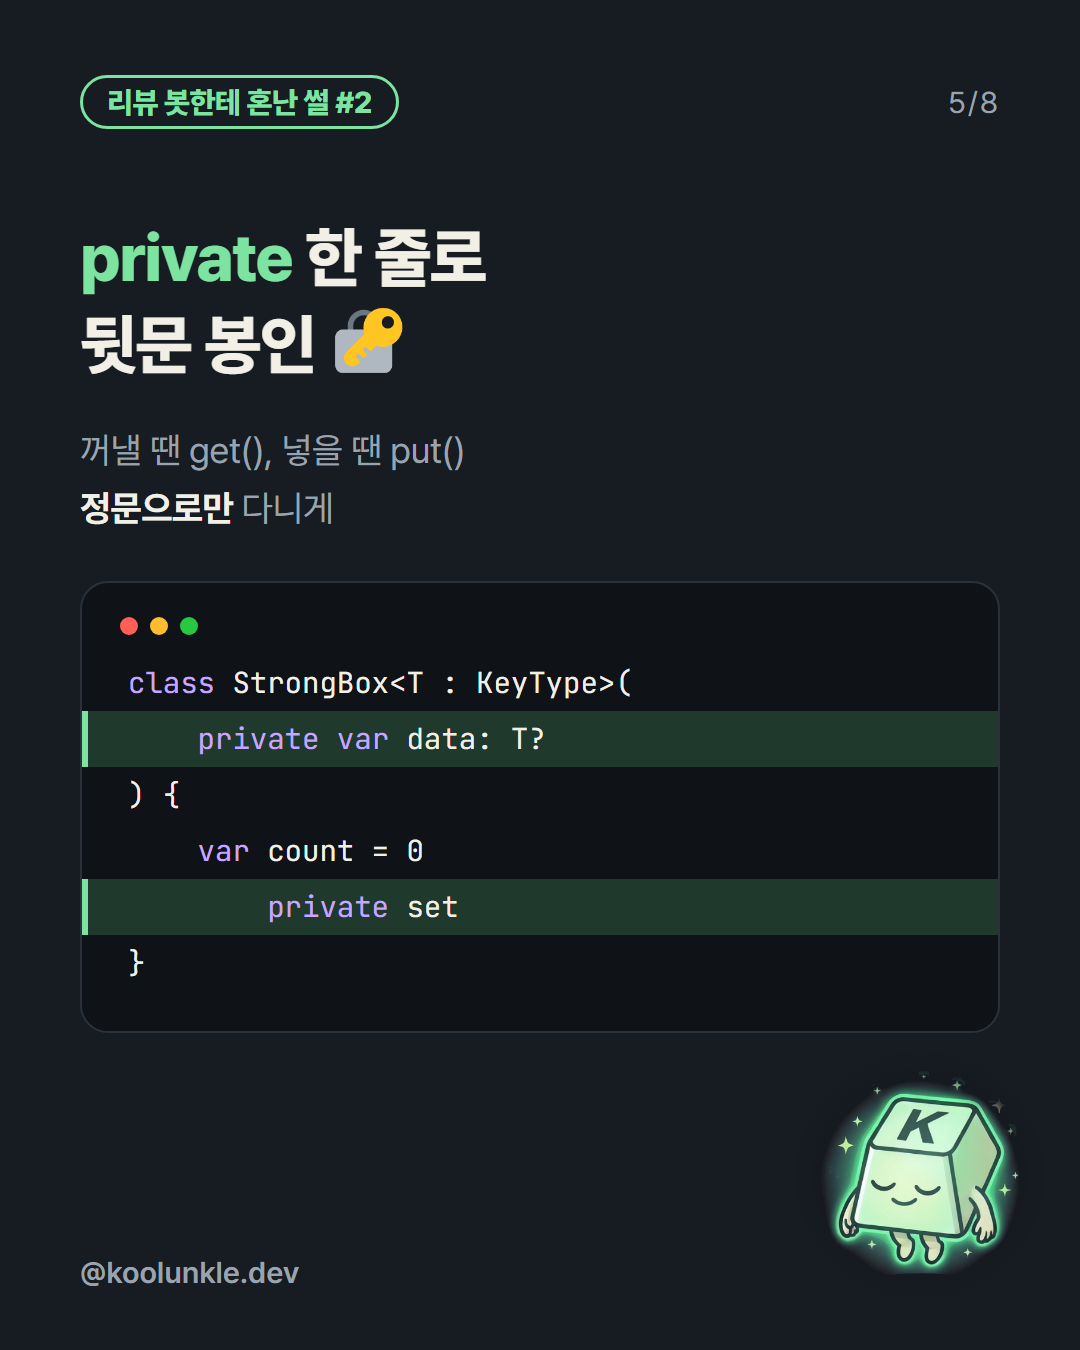 리뷰 봇한테 혼난 썰 #2
5/8
private 한 줄로
뒷문 봉인
꺼낼 땐 get(), 넣을 땐 put()
정문으로만 다니게
class StrongBox<T : KeyType>(
    private var data: T?
) {
    var count = 0
        private set
}
K
@koolunkle.dev